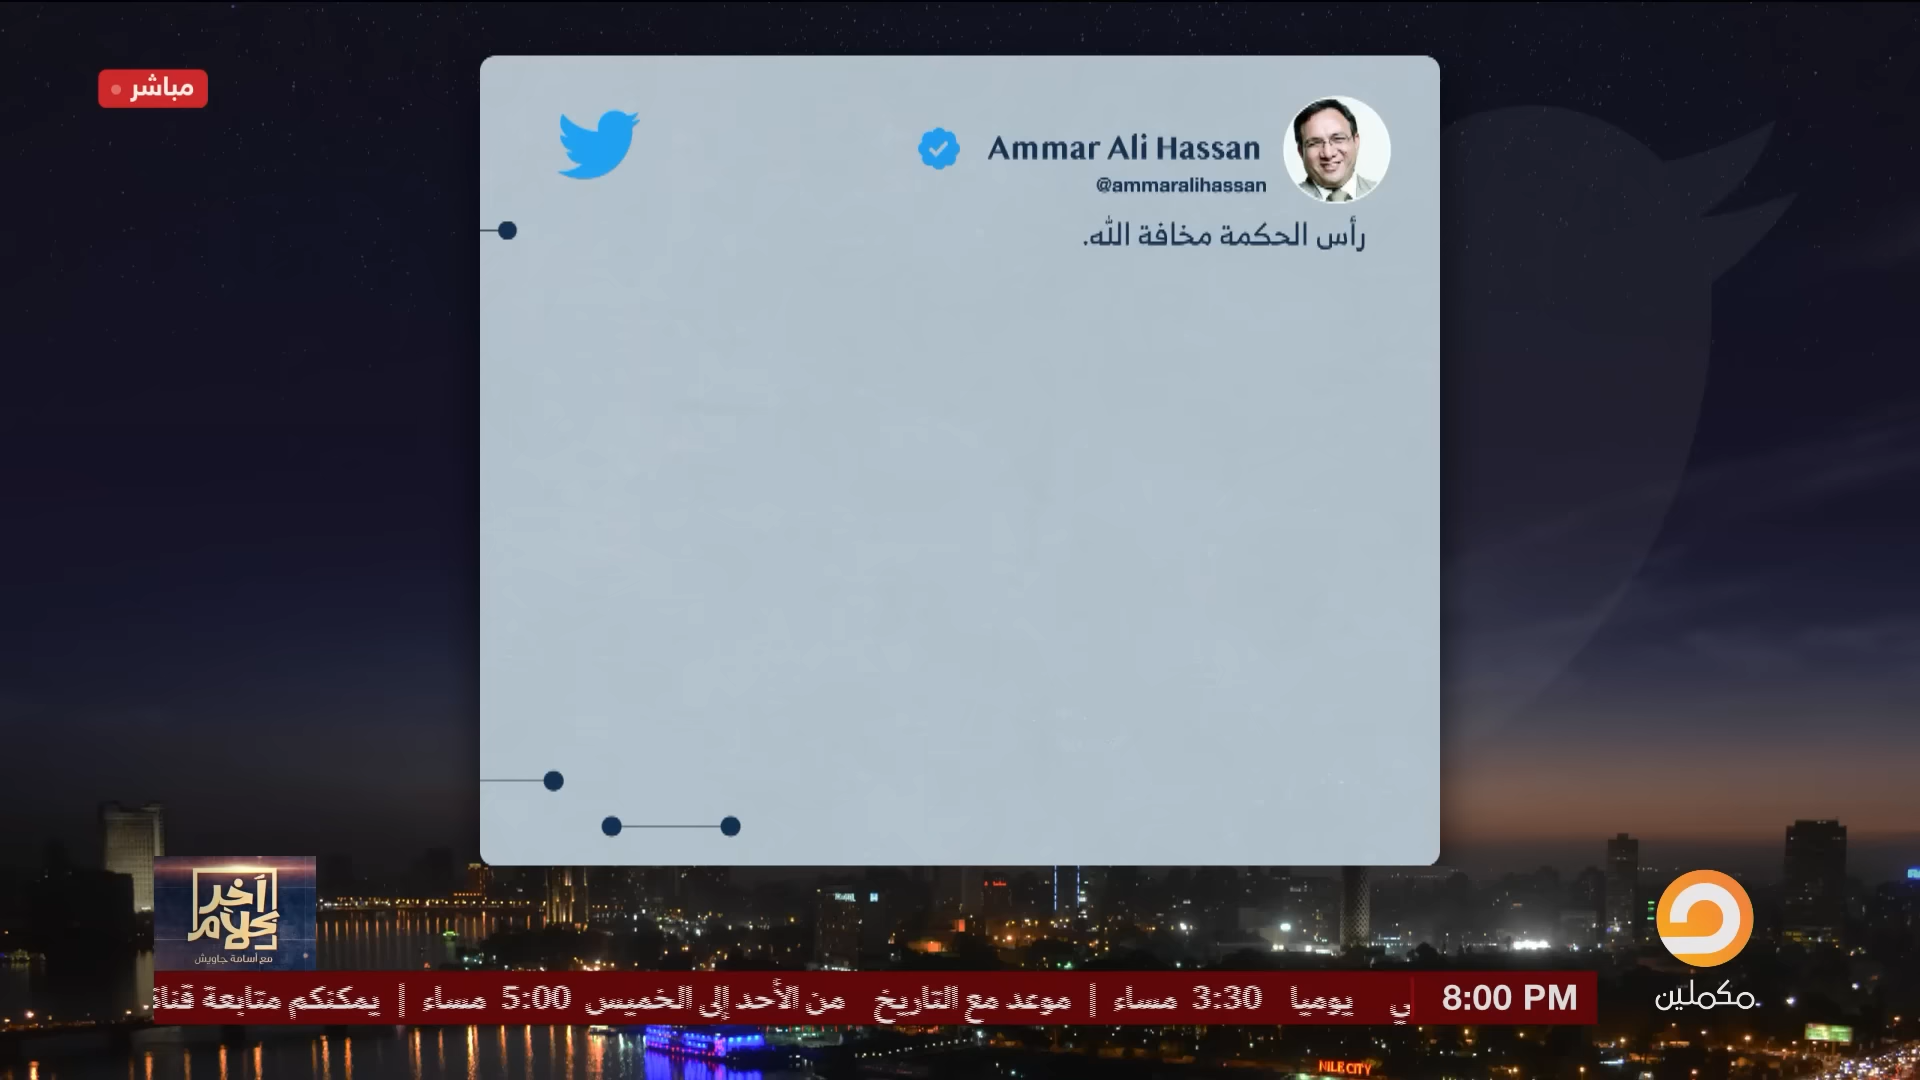 مباشر
Ammar Ali Hassan
@ammaralihassan
رأس الحكمة مخافة الله.
آخر كلام
مع أسامة جاويش
8:00 PM
ي يوميا 3:30 مساء | موعد مع التاريخ من الأحد إلى الخميس 5:00 مساء | يمكنكم متابعة
مكملين
NILE CITY